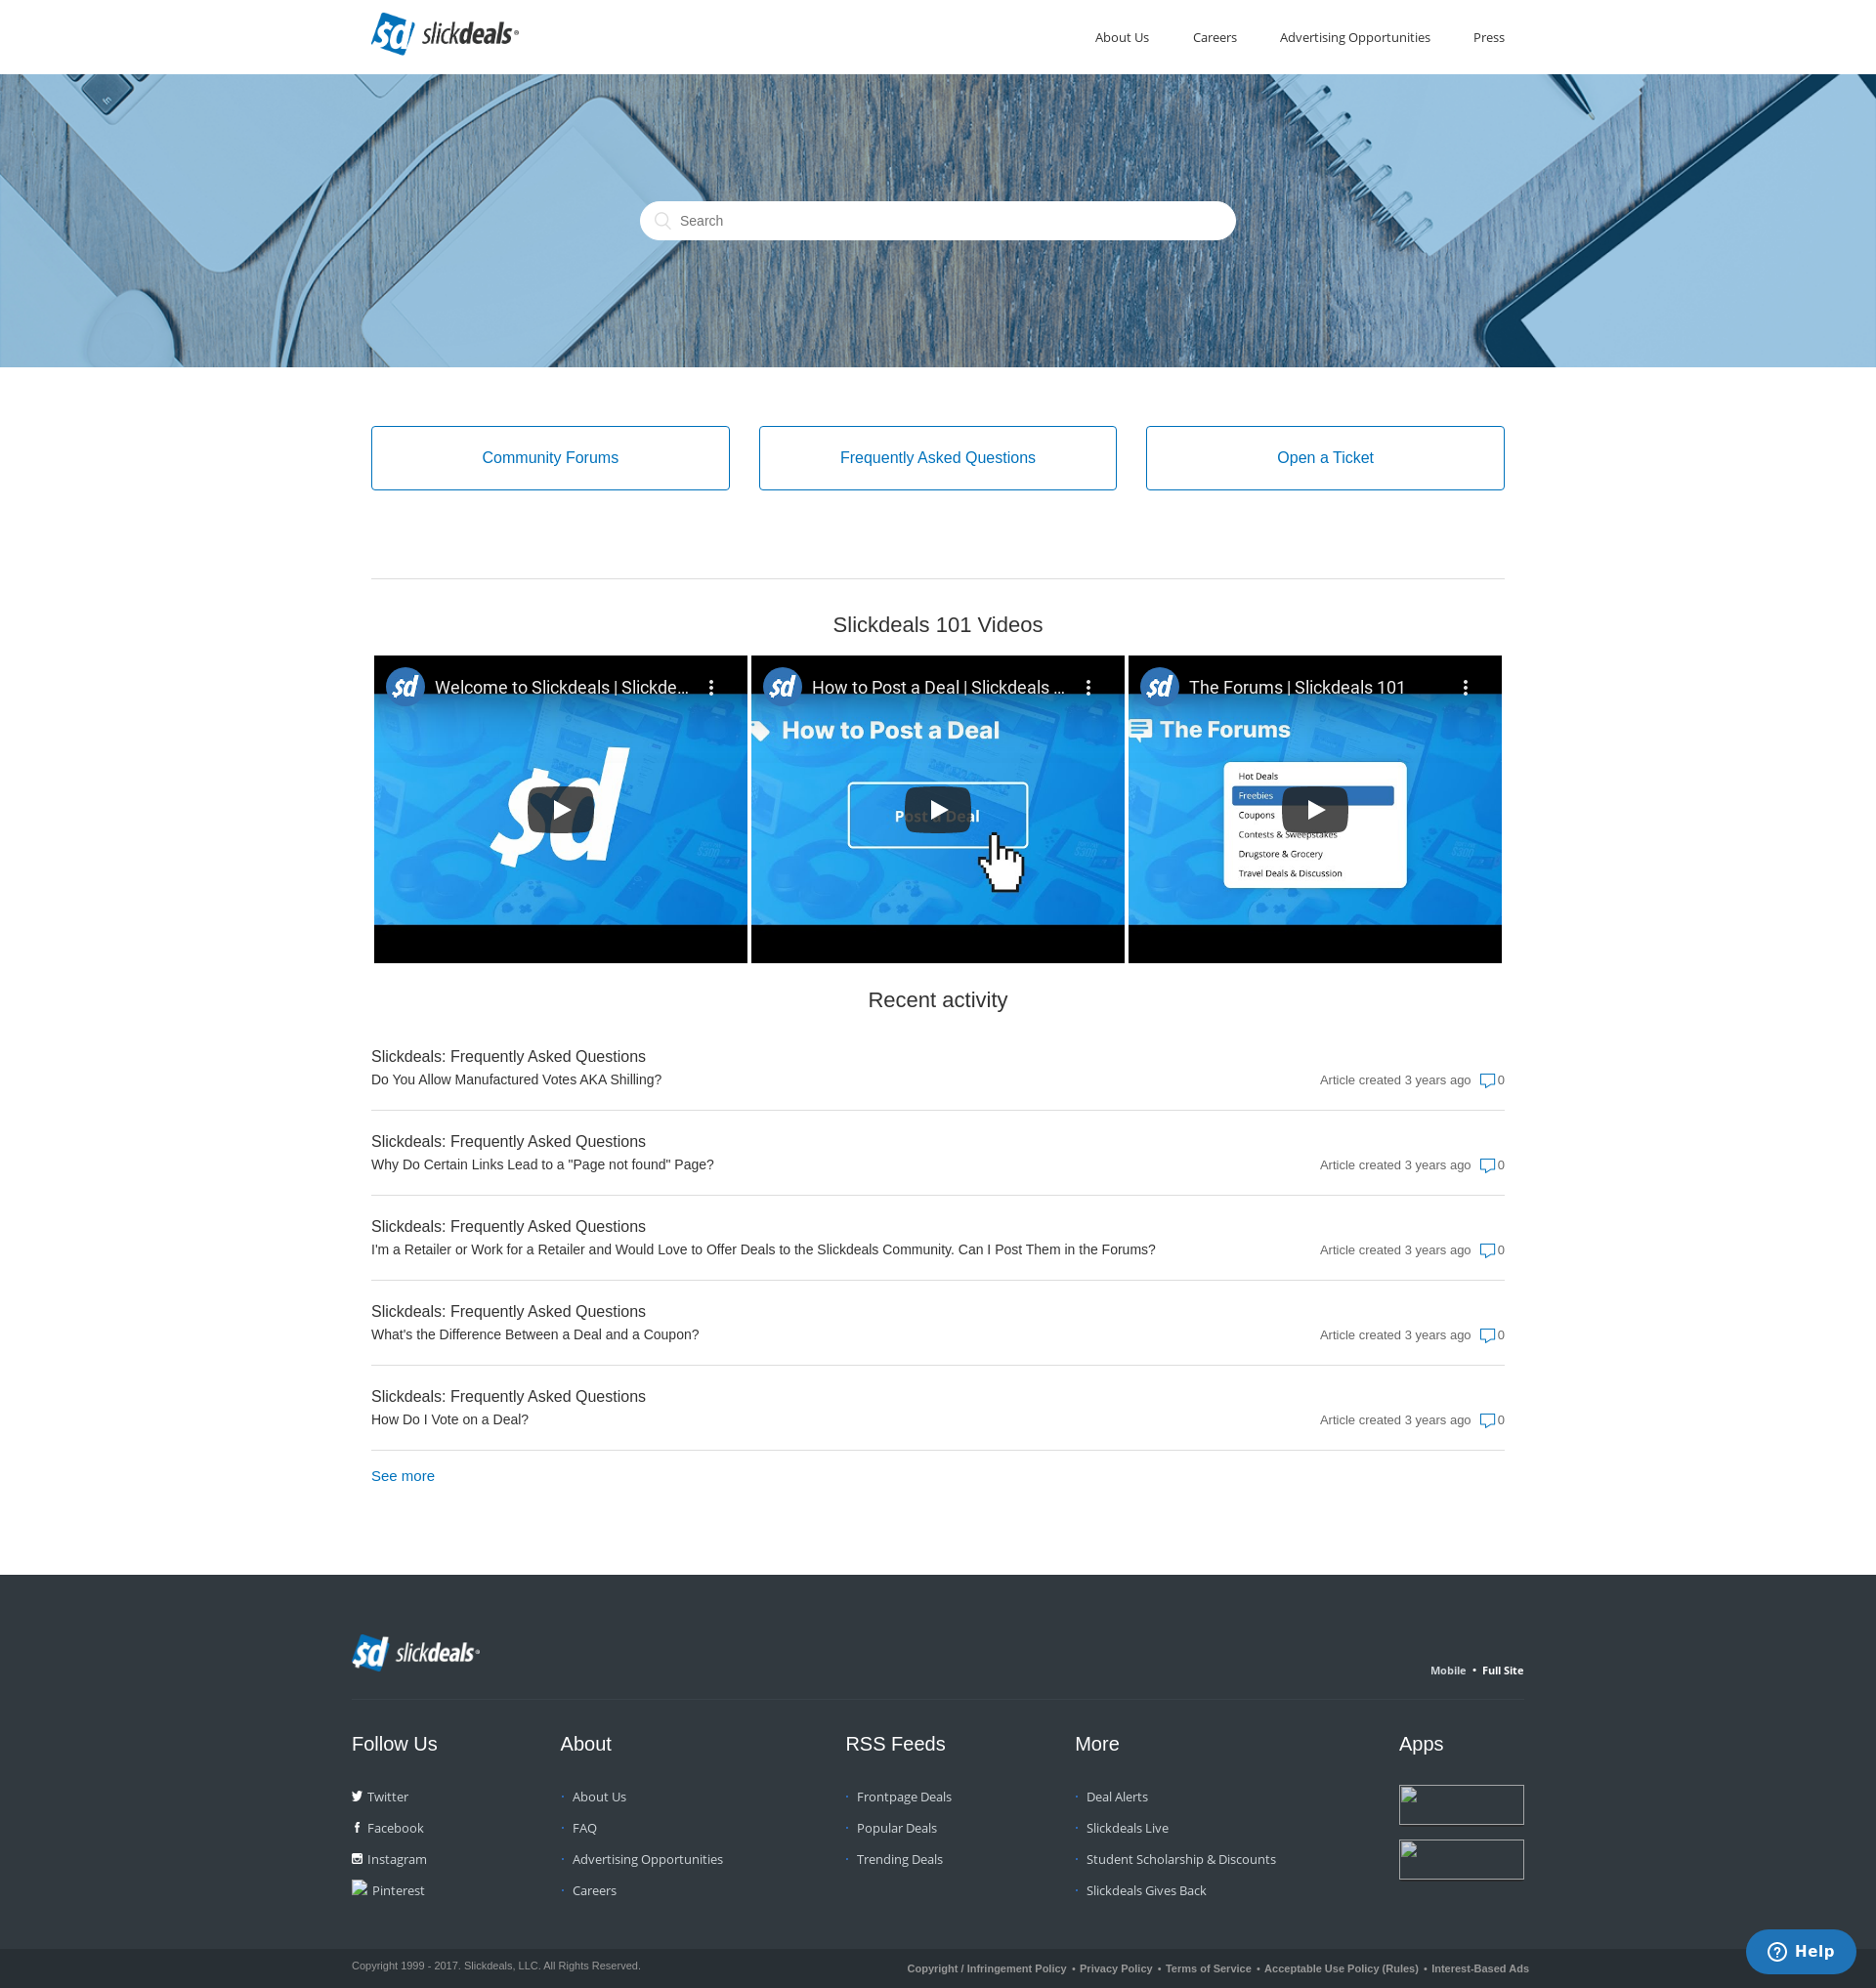 $d slickdeals®
About Us
Careers
Advertising Opportunities
Press
Search
Community Forums
Frequently Asked Questions
Open a Ticket
Slickdeals 101 Videos
$d Welcome to Slickdeals | Slickde...
$d
$d How to Post a Deal | Slickdeals ...
How to Post a Deal
Post a Deal
$d The Forums | Slickdeals 101
The Forums
Hot Deals
Freebies
Coupons
Contests & Sweepstakes
Drugstore & Grocery
Travel Deals & Discussion
Recent activity
Slickdeals: Frequently Asked Questions
Do You Allow Manufactured Votes AKA Shilling?
Article created 3 years ago 0
Slickdeals: Frequently Asked Questions
Why Do Certain Links Lead to a "Page not found" Page?
Article created 3 years ago 0
Slickdeals: Frequently Asked Questions
I'm a Retailer or Work for a Retailer and Would Love to Offer Deals to the Slickdeals Community. Can I Post Them in the Forums?
Article created 3 years ago 0
Slickdeals: Frequently Asked Questions
What's the Difference Between a Deal and a Coupon?
Article created 3 years ago 0
Slickdeals: Frequently Asked Questions
How Do I Vote on a Deal?
Article created 3 years ago 0
See more
$d slickdeals®
Mobile • Full Site
Follow Us
Twitter
Facebook
Instagram
Pinterest
About
· About Us
· FAQ
· Advertising Opportunities
· Careers
RSS Feeds
· Frontpage Deals
· Popular Deals
· Trending Deals
More
· Deal Alerts
· Slickdeals Live
· Student Scholarship & Discounts
· Slickdeals Gives Back
Apps
Copyright 1999 - 2017. Slickdeals, LLC. All Rights Reserved.
Copyright / Infringement Policy • Privacy Policy • Terms of Service • Acceptable Use Policy (Rules) • Interest-Based Ads
Help